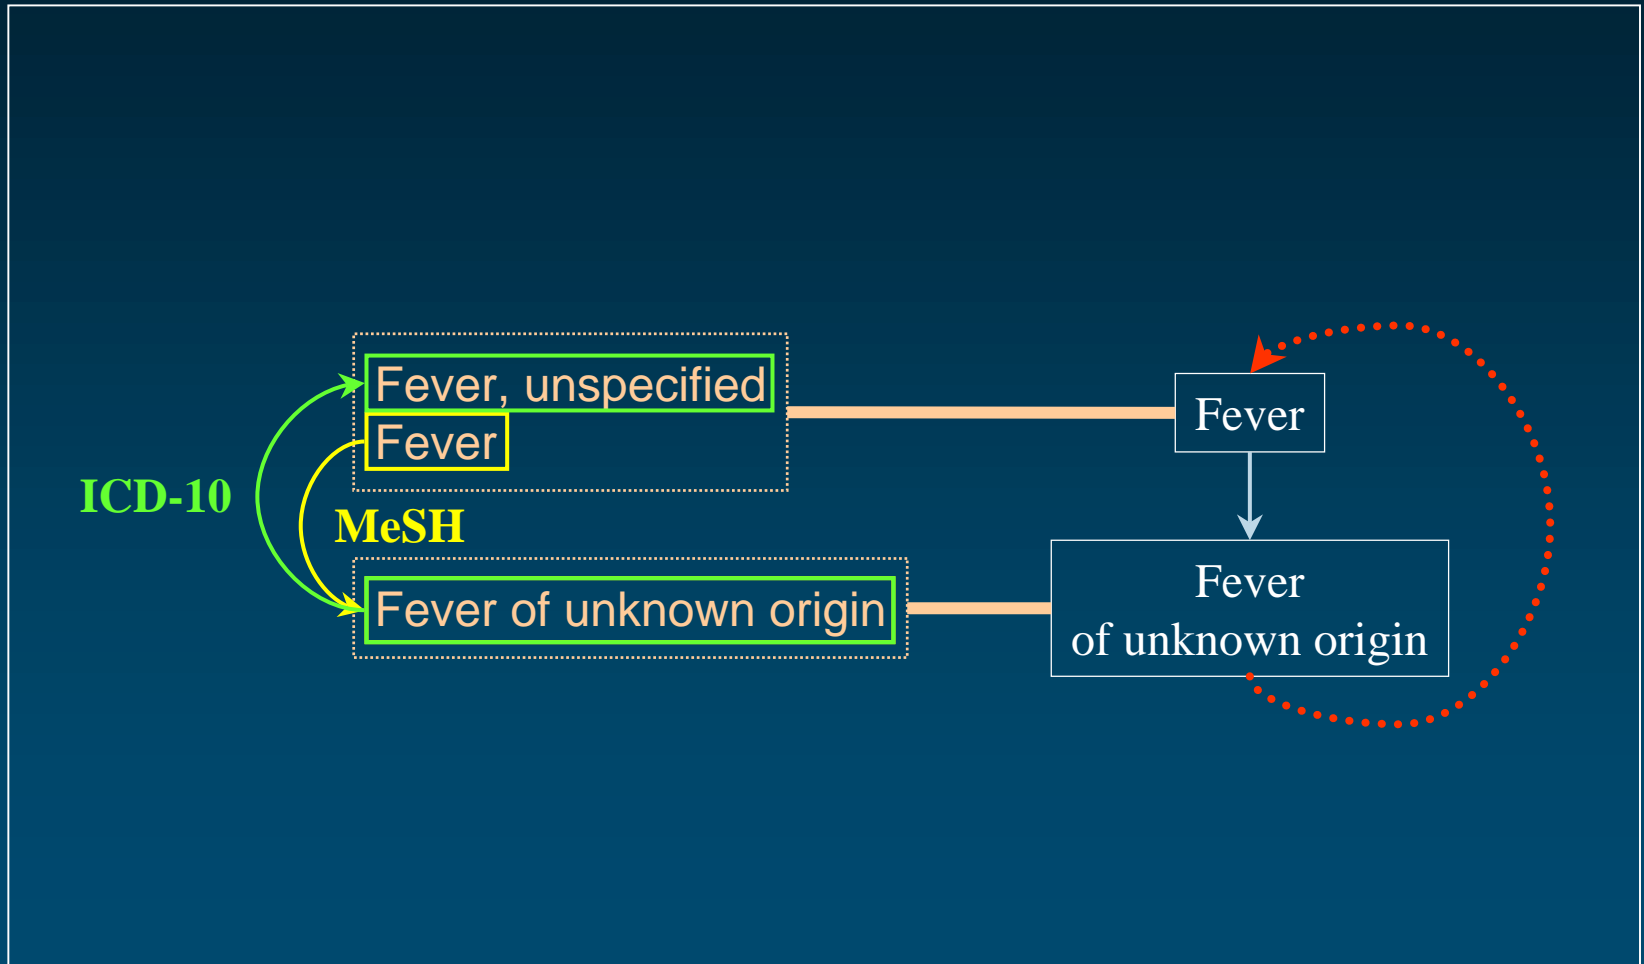 Fever, unspecified
Fever
ICD-10
MeSH
Fever of unknown origin
Fever
Fever
of unknown origin